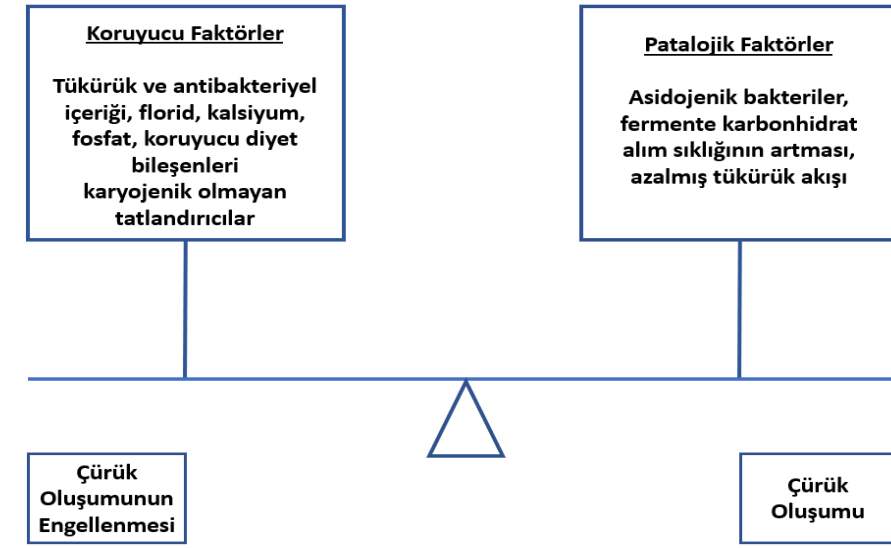 Koruyucu Faktörler
Tükürük ve antibakteriyel
içeriği, florid, kalsiyum,
fosfat, koruyucu diyet
bileşenleri
karyojenik olmayan
tatlandırıcılar
Patalojik Faktörler
Asidojenik bakteriler,
fermente karbonhidrat
alım sıklığının artması,
azalmış tükürük akışı
Çürük
Oluşumunun
Engellenmesi
Çürük
Oluşumu